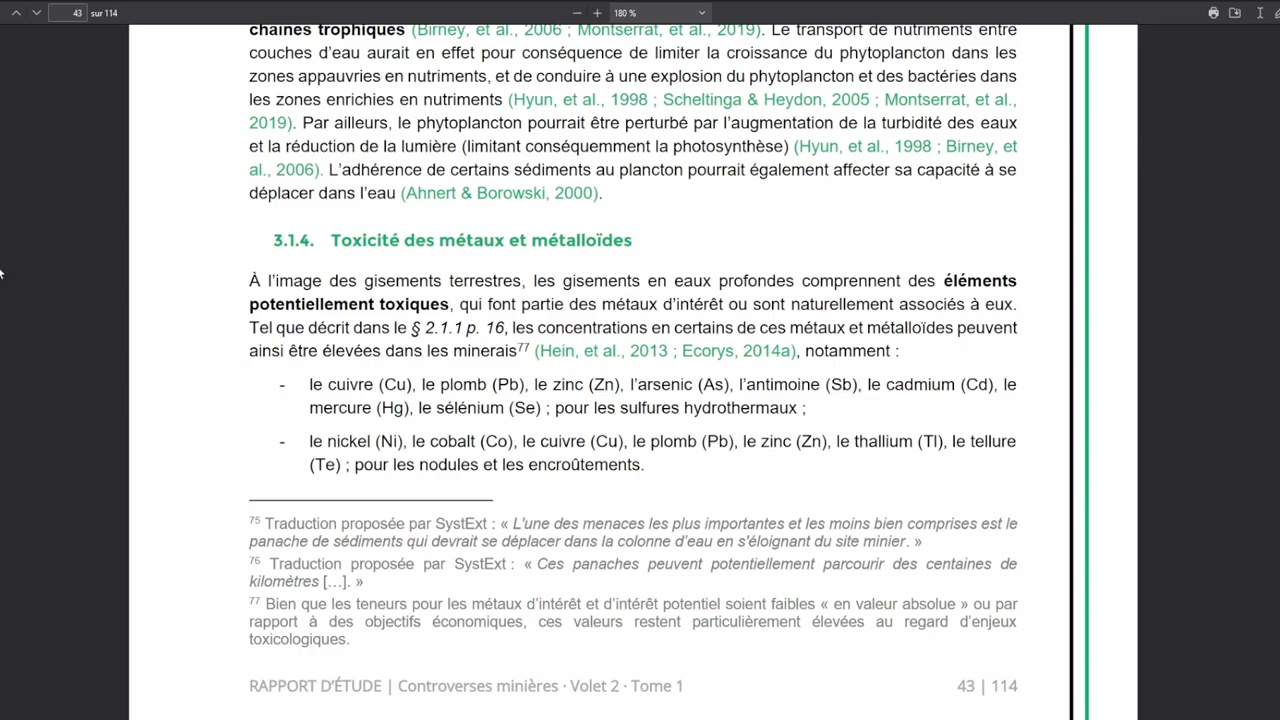 43 sur 114
180 %
chaînes trophiques (Birney, et al., 2006 ; Montserrat, et al., 2019). Le transport de nutriments entre
couches d'eau aurait en effet pour conséquence de limiter la croissance du phytoplancton dans les
zones appauvries en nutriments, et de conduire à une explosion du phytoplancton et des bactéries dans
les zones enrichies en nutriments (Hyun, et al., 1998 ; Scheltinga & Heydon, 2005 ; Montserrat, et al.,
2019). Par ailleurs, le phytoplancton pourrait être perturbé par l'augmentation de la turbidité des eaux
et la réduction de la lumière (limitant conséquemment la photosynthèse) (Hyun, et al., 1998 ; Birney, et
al., 2006). L'adhérence de certains sédiments au plancton pourrait également affecter sa capacité à se
déplacer dans l'eau (Ahnert & Borowski, 2000).
3.1.4. Toxicité des métaux et métalloïdes
À l'image des gisements terrestres, les gisements en eaux profondes comprennent des éléments
potentiellement toxiques, qui font partie des métaux d'intérêt ou sont naturellement associés à eux.
Tel que décrit dans le § 2.1.1 p. 16, les concentrations en certains de ces métaux et métalloïdes peuvent
ainsi être élevées dans les minerais⁷⁷ (Hein, et al., 2013 ; Ecorys, 2014a), notamment :
- le cuivre (Cu), le plomb (Pb), le zinc (Zn), l'arsenic (As), l'antimoine (Sb), le cadmium (Cd), le
mercure (Hg), le sélénium (Se) ; pour les sulfures hydrothermaux ;
- le nickel (Ni), le cobalt (Co), le cuivre (Cu), le plomb (Pb), le zinc (Zn), le thallium (Tl), le tellure
(Te) ; pour les nodules et les encroûtements.
⁷⁵ Traduction proposée par SystExt : « L'une des menaces les plus importantes et les moins bien comprises est le
panache de sédiments qui devrait se déplacer dans la colonne d'eau en s'éloignant du site minier. »
⁷⁶ Traduction proposée par SystExt : « Ces panaches peuvent potentiellement parcourir des centaines de
kilomètres […]. »
⁷⁷ Bien que les teneurs pour les métaux d'intérêt et d'intérêt potentiel soient faibles « en valeur absolue » ou par
rapport à des objectifs économiques, ces valeurs restent particulièrement élevées au regard d'enjeux
toxicologiques.
RAPPORT D'ÉTUDE | Controverses minières · Volet 2 · Tome 1 43 | 114